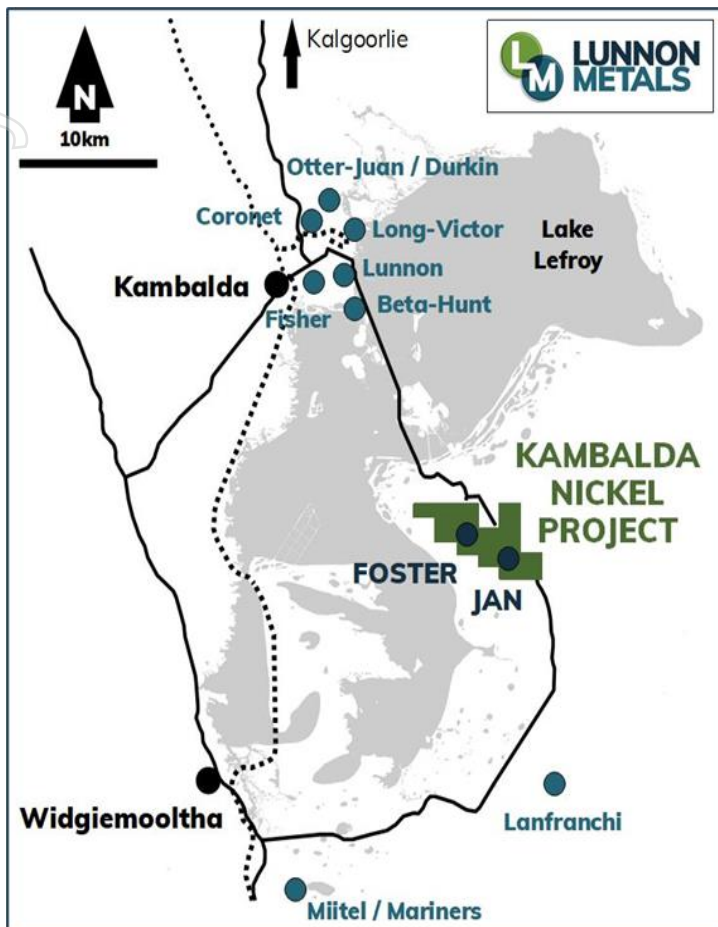 Kalgoorlie
LUNNON
METALS
LM
N
10km
Otter-Juan / Durkin
Coronet
Long-Victor
Lake
Lefroy
Kambalda
Lunnon
Fisher
Beta-Hunt
KAMBALDA
NICKEL
PROJECT
FOSTER
JAN
Widgiemooltha
Lanfranchi
Miitel / Mariners